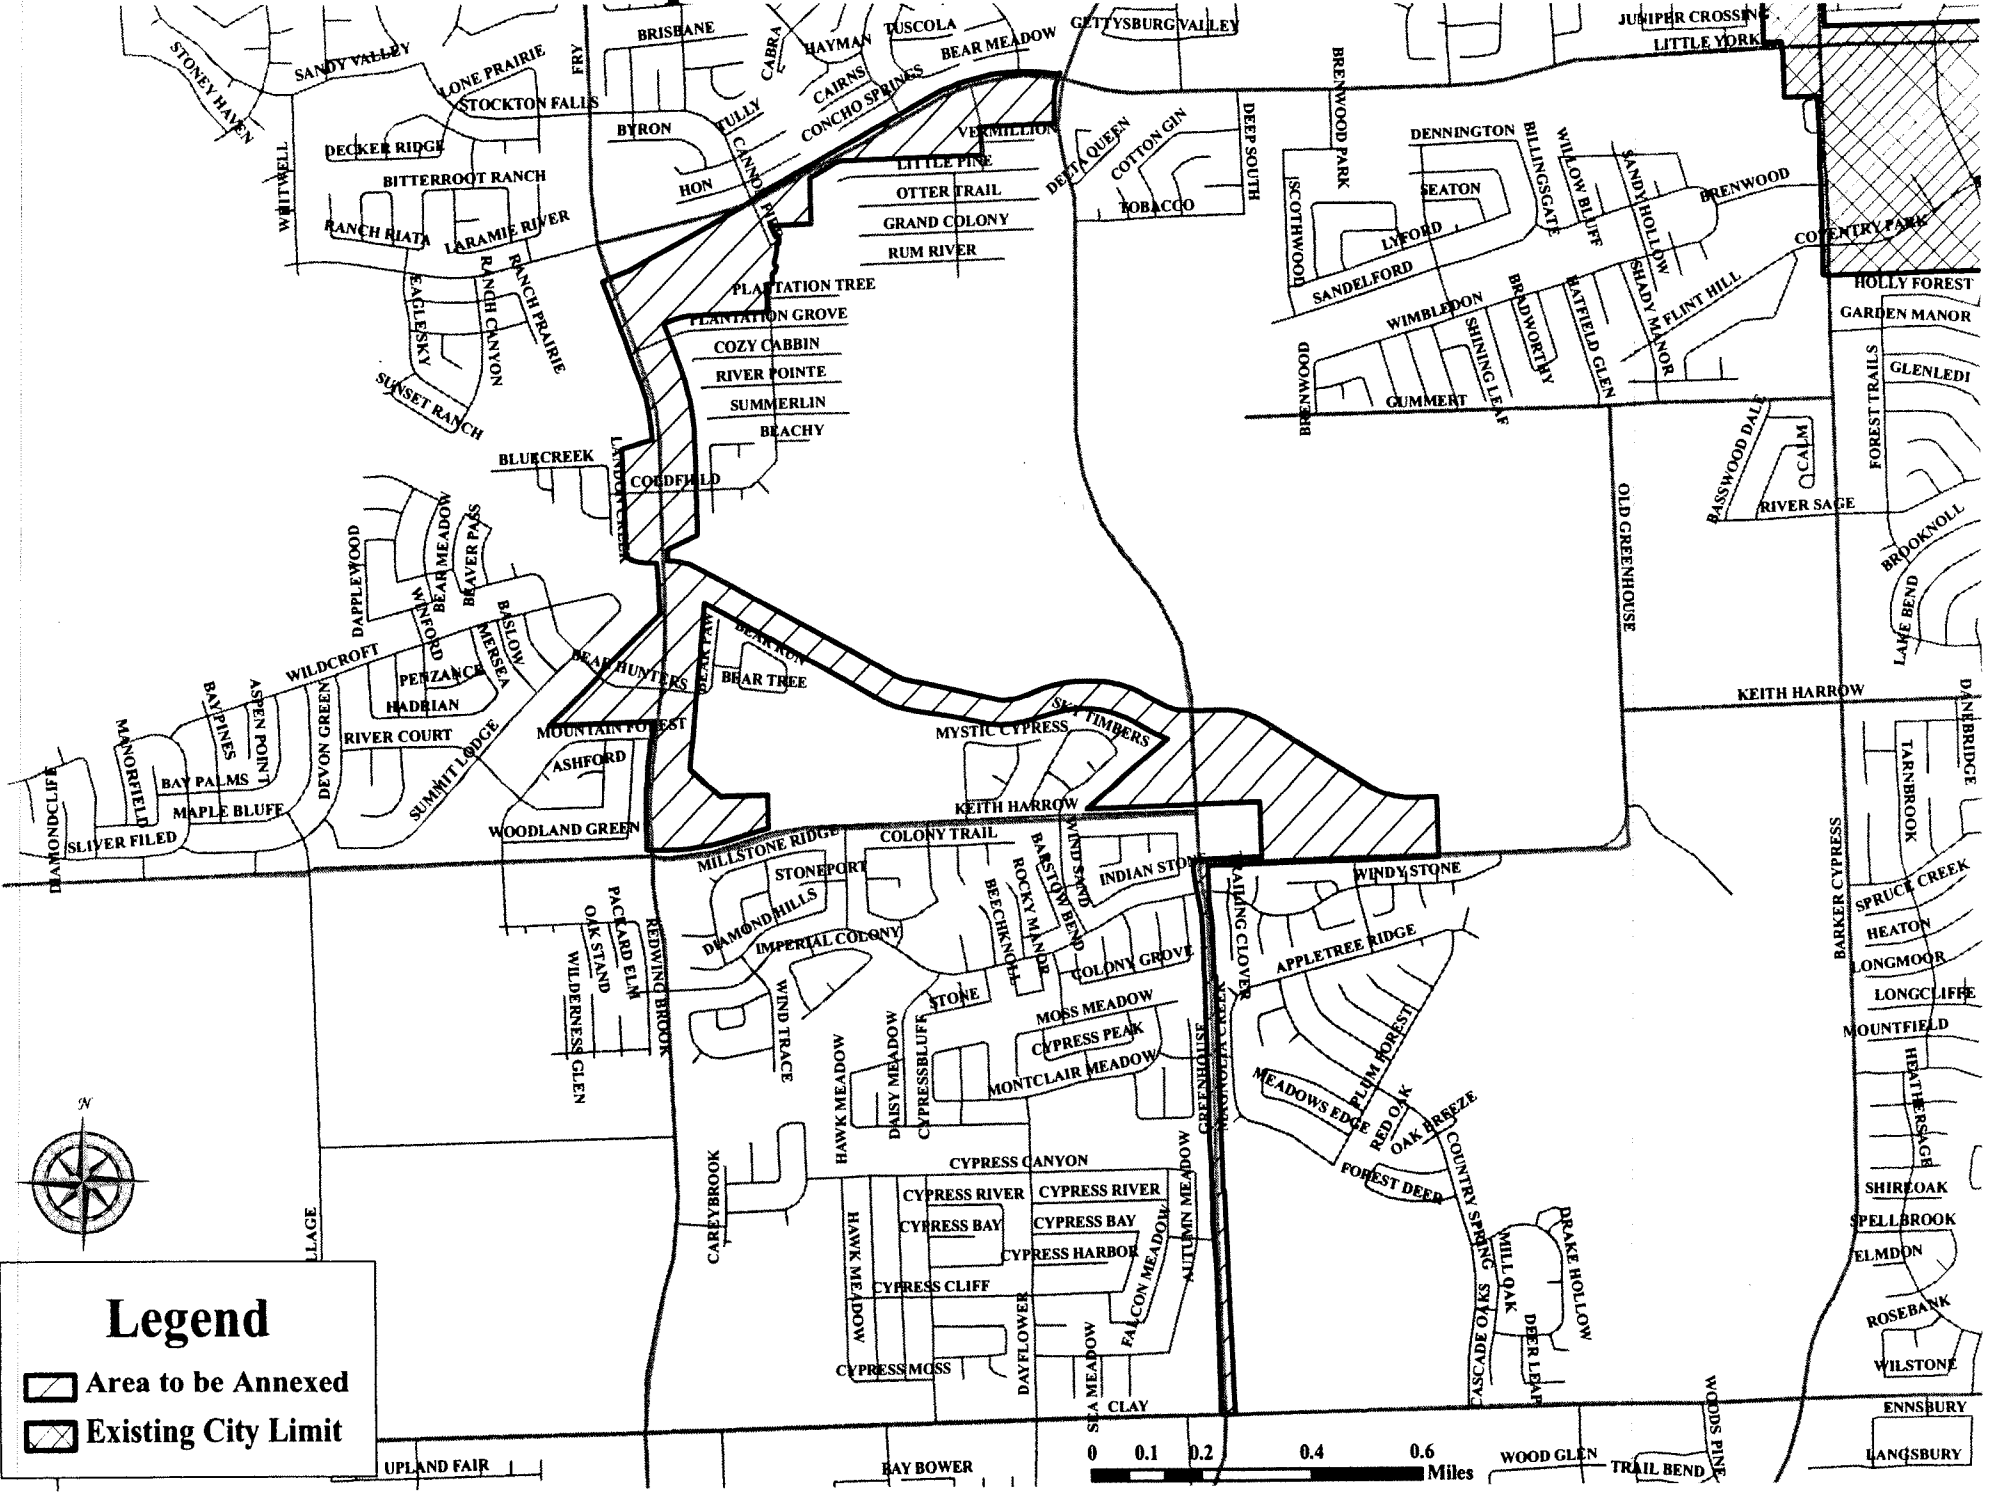 GETTYSBURG VALLEY
JUNIPER CROSSING
LITTLE YORK
TUSCOLA
BRISBANE
HAYMAN
BEAR MEADOW
CABRA
FRY
SANDY VALLEY
STONEY HAVEN
LONE PRAIRIE
CAIRNS
CONCHO SPRINGS
STOCKTON FALLS
TULLY
BYRON
VERMILLION
DELTA QUEEN
COTTON GIN
DEEP SOUTH
BRENWOOD PARK
DENNINGTON
BILLINGSGATE
WILLOW BLUFF
SANDY HOLLOW
BRENWOOD
DECKER RIDGE
WHITWELL
BITTERROOT RANCH
HON
LITTLE PINE
OTTER TRAIL
GRAND COLONY
RUM RIVER
TOBACCO
SCOTHWOOD
SEATON
LYFORD
SANDELFORD
COVENTRY PARK
RANCH RIATA
LARAMIE RIVER
RANCH PRAIRIE
RANCH CANYON
EAGLE SKY
SUNSET RANCH
PLANTATION TREE
PLANTATION GROVE
COZY CABBIN
RIVER POINTE
SUMMERLIN
BEACHY
WIMBLEDON
SHINING LEAF
BRADWORTHY
HATFIELD GLEN
SHADY MANOR
FLINT HILL
HOLLY FOREST
GARDEN MANOR
GLENLEDI
FOREST TRAILS
BRENWOOD
GUMMERT
BASSWOOD DALE
CALM
RIVER SAGE
BROOKNOLL
LAKE BEND
BLUECREEK
LANDON CREEK
COLDFIELD
OLD GREENHOUSE
DAPPLEWOOD
BEAR MEADOW
BEAVER PASS
WINFORD
MERSEA
BASLOW
WILDCROFT
PENZANCE
HADRIAN
BEAR HUNTERS
BEAR PAW
BEAR RUN
BEAR TREE
KEITH HARROW
DANEBRIDGE
BAY PINES
ASPEN POINT
DEVON GREEN
MANORFIELD
RIVER COURT
SUMMIT LODGE
MOUNTAIN FOREST
ASHFORD
SKY TIMBERS
MYSTIC CYPRESS
TARNBROOK
DIAMONDCLIFF
BAY PALMS
MAPLE BLUFF
SLIVER FILED
WOODLAND GREEN
KEITH HARROW
MILLSTONE RIDGE
COLONY TRAIL
WIND SAND
BARSTOW BEND
ROCKY MANOR
BEECHKNOLL
INDIAN STONE
TRAILING CLOVER
WINDY STONE
STONEPORT
DIAMOND HILLS
IMPERIAL COLONY
COLONY GROVE
APPLETREE RIDGE
BARKER CYPRESS
SPRUCE CREEK
HEATON
LONGMOOR
LONGCLIFFE
MOUNTFIELD
HEATHERSAGE
PACKARD ELM
OAK STAND
WILDERNESS GLEN
REDWING BROOK
WIND TRACE
STONE
MOSS MEADOW
CYPRESS PEAK
MONTCLAIR MEADOW
HAWK MEADOW
DAISY MEADOW
CYPRESSBLUFF
GREENHOUSE
MAGNOLIA CREEK
PLUM FOREST
MEADOWS EDGE
RED OAK
OAK BREEZE
FOREST DEER
COUNTRY SPRING
N
CAREYBROOK
CYPRESS CANYON
CYPRESS RIVER
CYPRESS RIVER
CYPRESS BAY
CYPRESS BAY
CYPRESS HARBOR
CYPRESS CLIFF
HAWK MEADOW
FALCON MEADOW
AUTUMN MEADOW
CYPRESS MOSS
DAYFLOWER
SEA MEADOW
CLAY
MILL OAK
DRAKE HOLLOW
CASCADE OAKS
DEER LEAP
SHIREOAK
SPELLBROOK
ELMDON
ROSEBANK
WILSTONE
ENNSBURY
LANGSBURY
WOODS PINE
WOOD GLEN
TRAIL BEND
LLAGE
Legend
Area to be Annexed
Existing City Limit
UPLAND FAIR
BAY BOWER
0 0.1 0.2 0.4 0.6
Miles